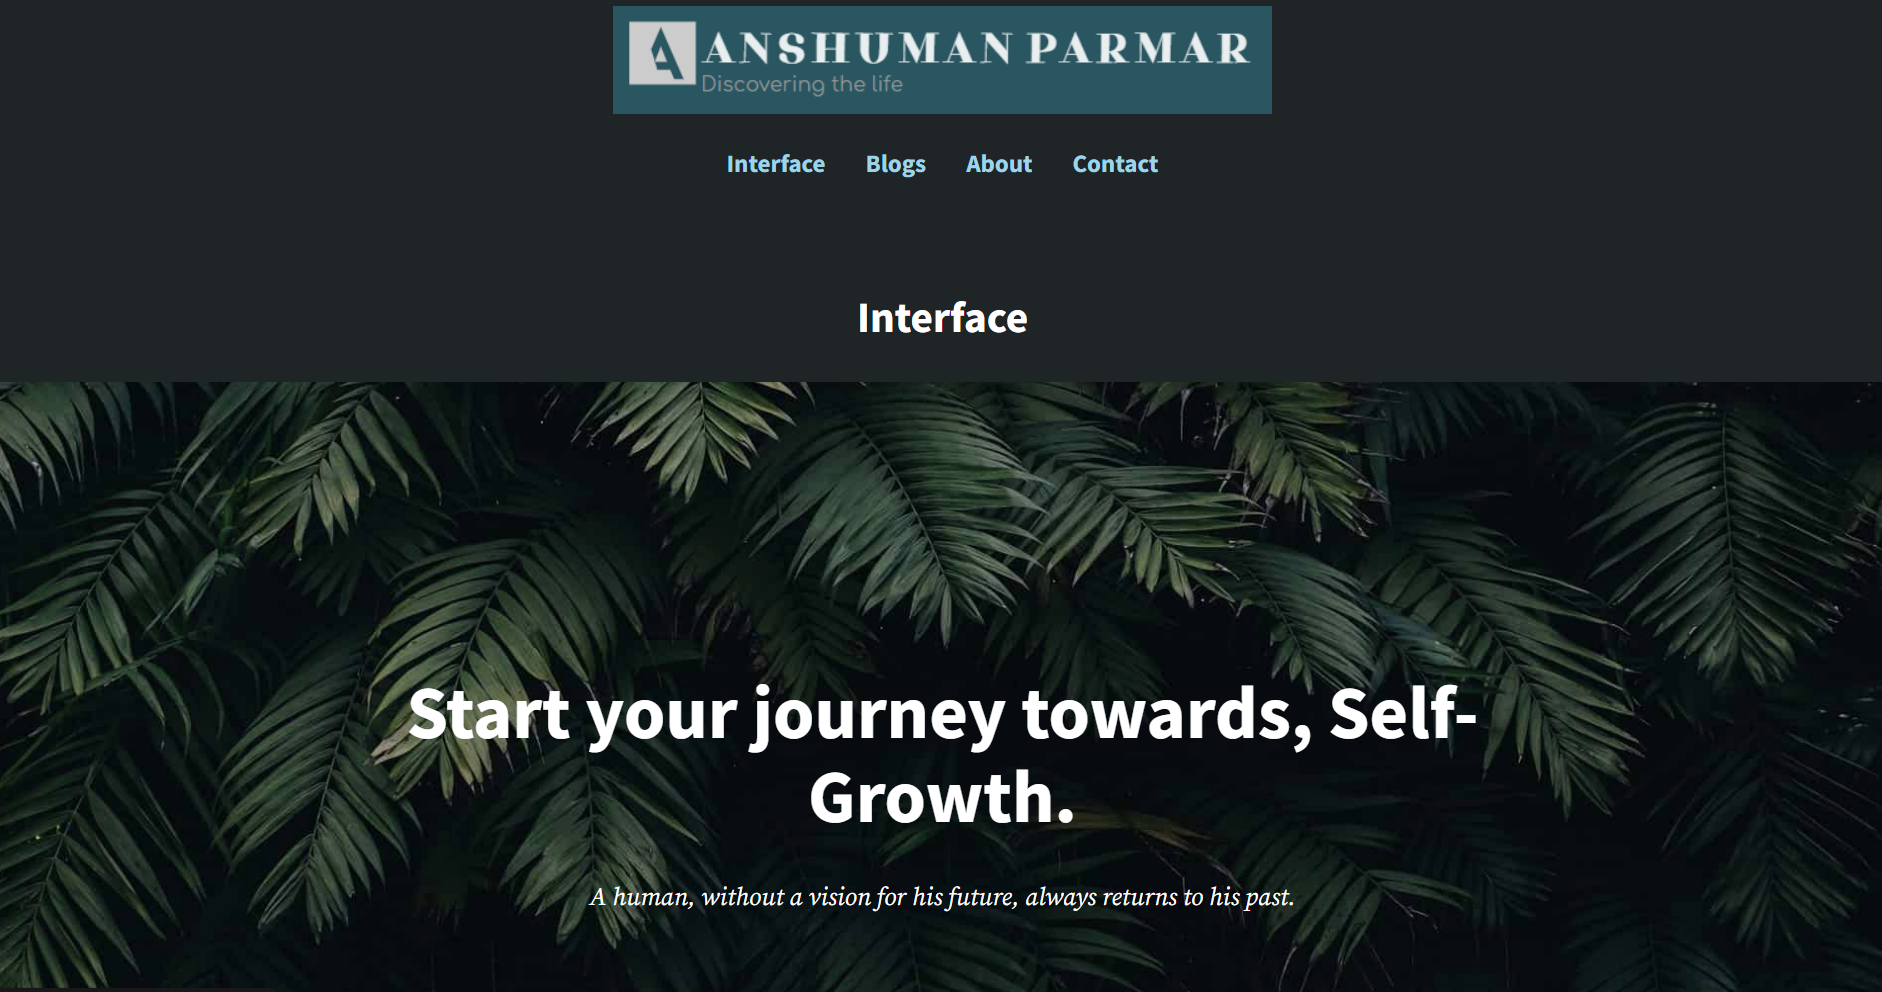 A ANSHUMAN PARMAR
Discovering the life
Interface Blogs About Contact
Interface
Start your journey towards, Self-
Growth.
A human, without a vision for his future, always returns to his past.